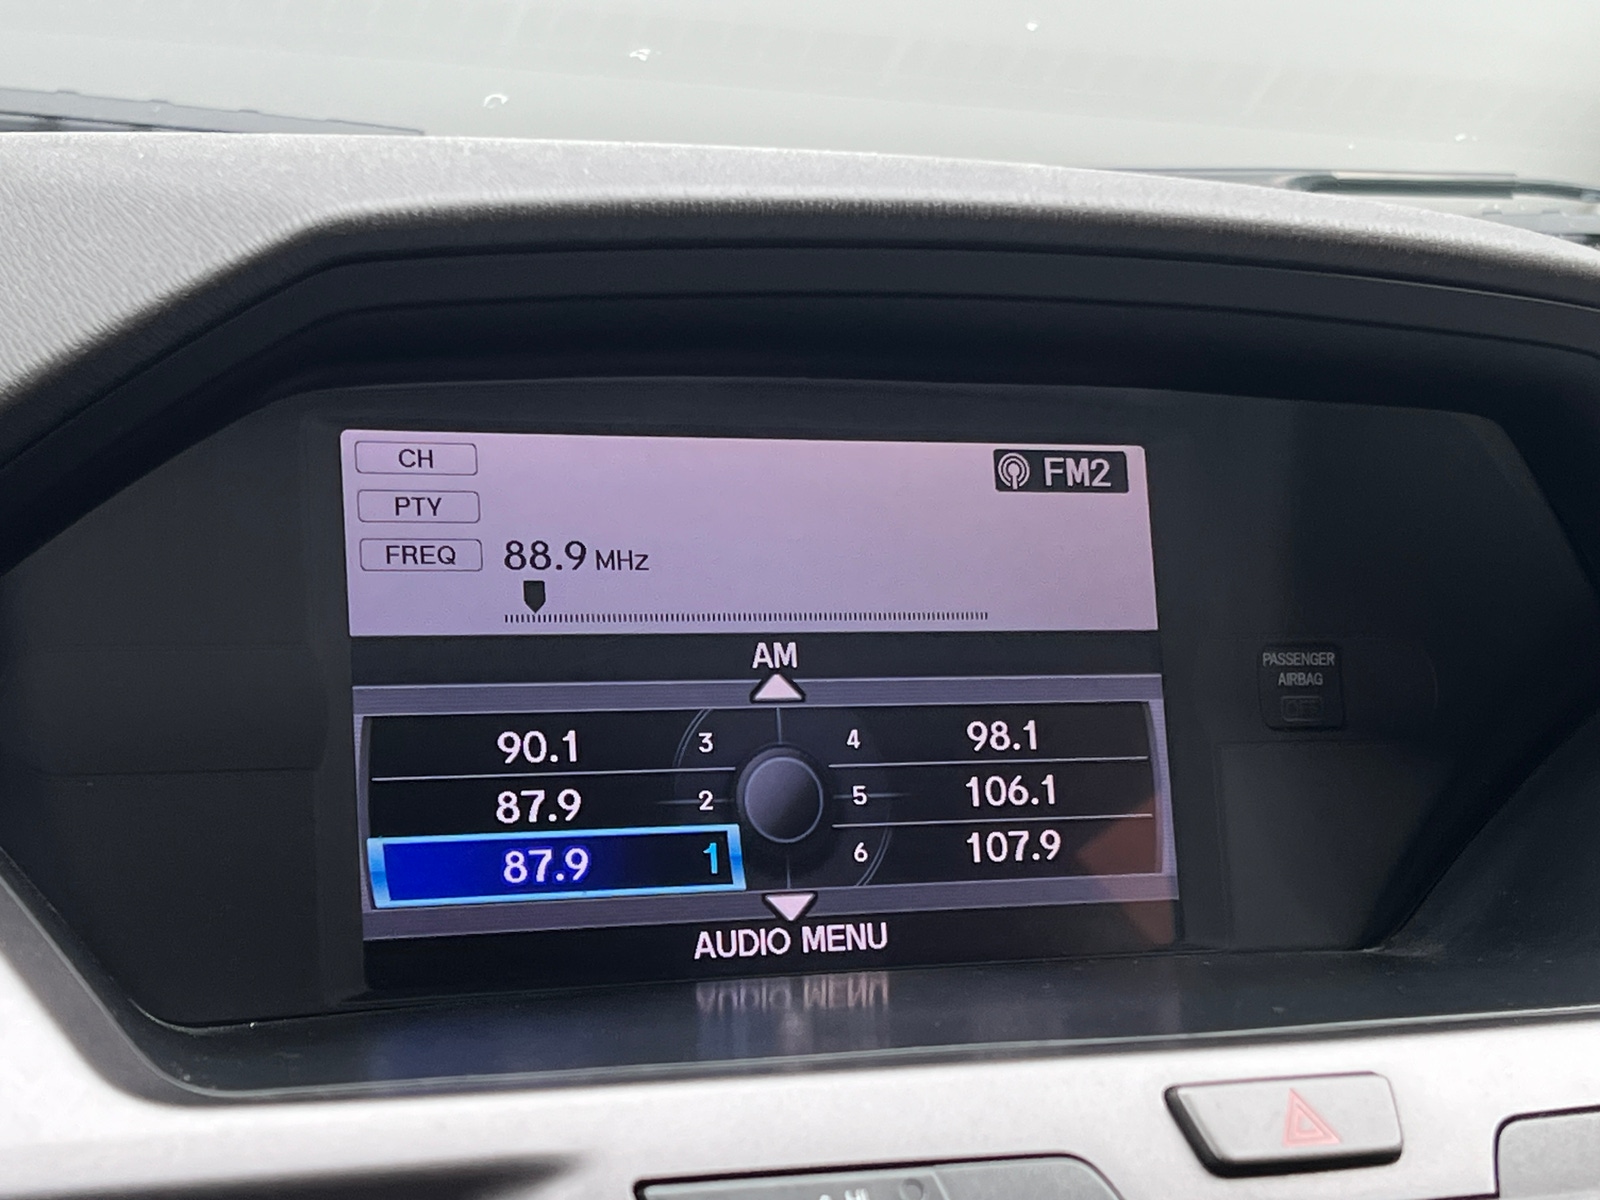 CH
FM2
PTY
FREQ 88.9 MHz
AM
90.1 3 4 98.1
87.9 2 5 106.1
87.9 1 6 107.9
AUDIO MENU
PASSENGER
AIRBAG
OFF